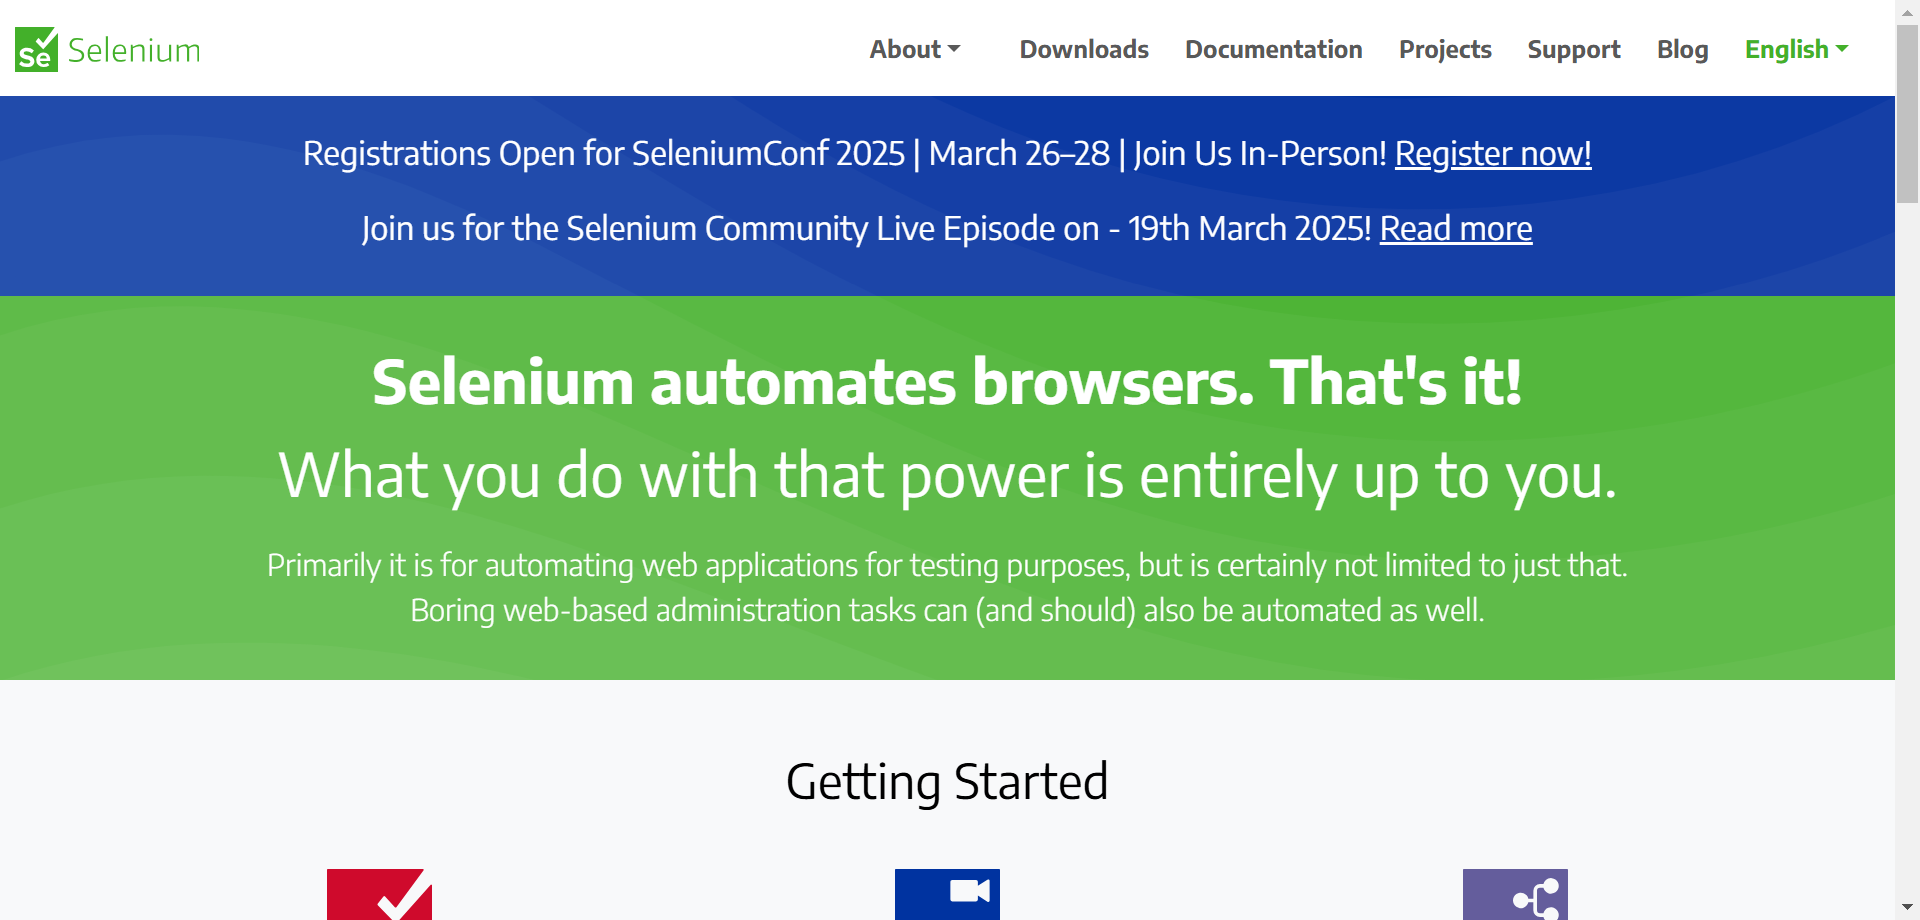 Se Selenium
About Downloads Documentation Projects Support Blog English
Registrations Open for SeleniumConf 2025 | March 26–28 | Join Us In-Person! Register now!
Join us for the Selenium Community Live Episode on - 19th March 2025! Read more
Selenium automates browsers. That's it!
What you do with that power is entirely up to you.
Primarily it is for automating web applications for testing purposes, but is certainly not limited to just that.
Boring web-based administration tasks can (and should) also be automated as well.
Getting Started